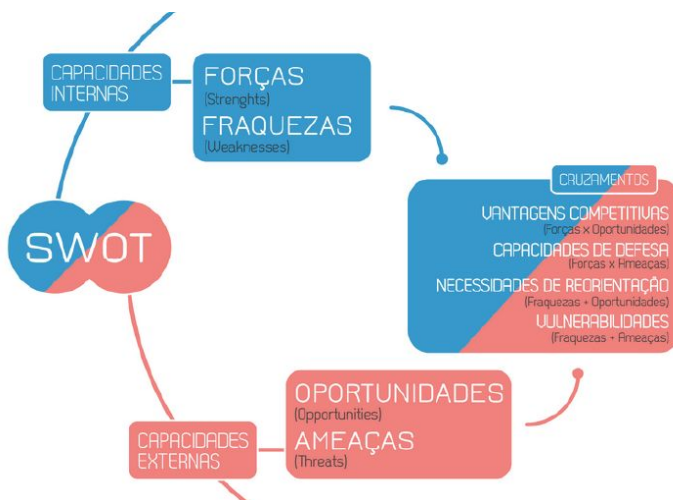 CAPACIDADES
INTERNAS
FORÇAS
(Strenghts)
FRAQUEZAS
(Weaknesses)
CRUZAMENTOS
VANTAGENS COMPETITIVAS
(Forças x Oportunidades)
CAPACIDADES DE DEFESA
(Forças x Ameaças)
NECESSIDADES DE REORIENTAÇÃO
(Fraquezas + Oportunidades)
VULNERABILIDADES
(Fraquezas + Ameaças)
SWOT
OPORTUNIDADES
(Opportunities)
AMEAÇAS
(Threats)
CAPACIDADES
EXTERNAS